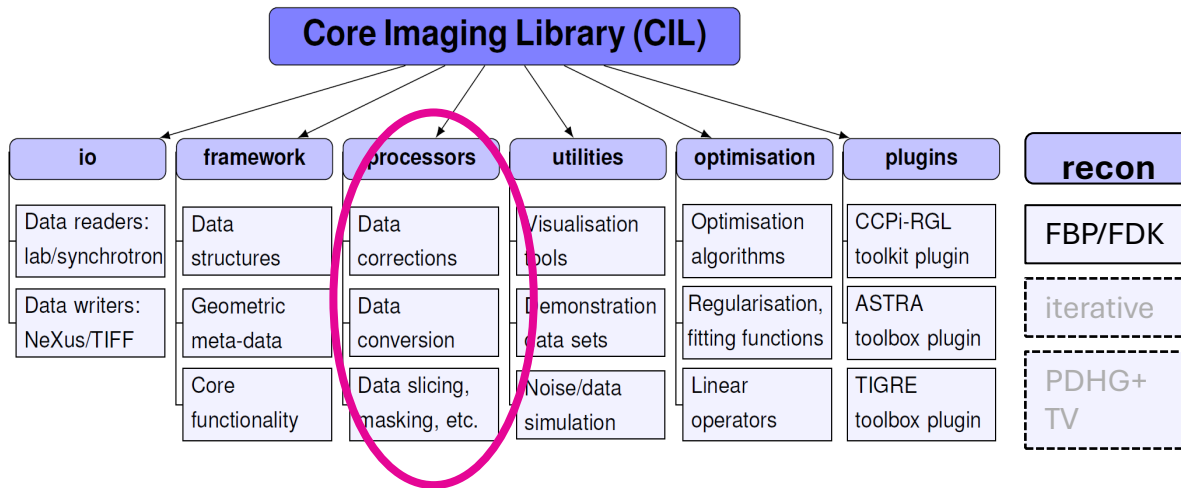 Core Imaging Library (CIL)
io
Data readers:
lab/synchrotron
Data writers:
NeXus/TIFF
framework
Data
structures
Geometric
meta-data
Core
functionality
processors
Data
corrections
Data
conversion
Data slicing,
masking, etc.
utilities
Visualisation
tools
Demonstration
data sets
Noise/data
simulation
optimisation
Optimisation
algorithms
Regularisation,
fitting functions
Linear
operators
plugins
CCPi-RGL
toolkit plugin
ASTRA
toolbox plugin
TIGRE
toolbox plugin
recon
FBP/FDK
iterative
PDHG+
TV